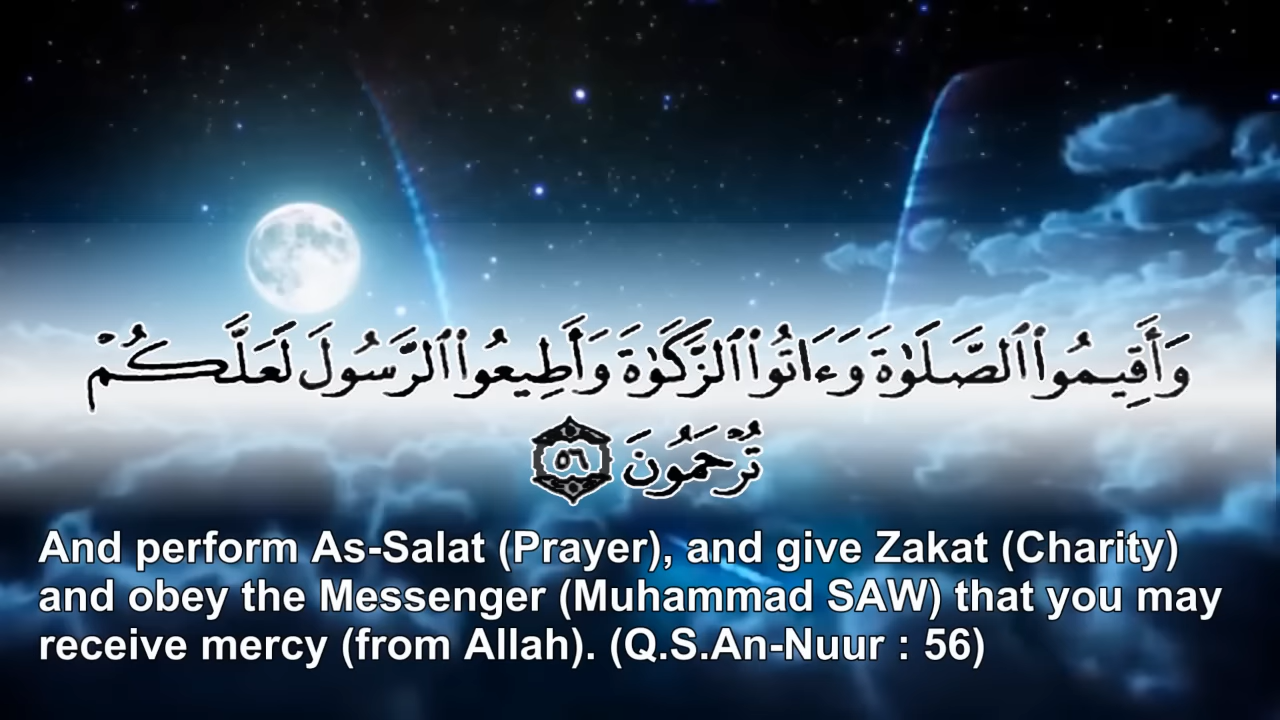 وَأَقِيمُوا۟ ٱلصَّلَوٰةَ وَءَاتُوا۟ ٱلزَّكَوٰةَ وَأَطِيعُوا۟ ٱلرَّسُولَ لَعَلَّكُمْ
تُرْحَمُونَ ٥٦
And perform As-Salat (Prayer), and give Zakat (Charity)
and obey the Messenger (Muhammad SAW) that you may
receive mercy (from Allah). (Q.S.An-Nuur : 56)